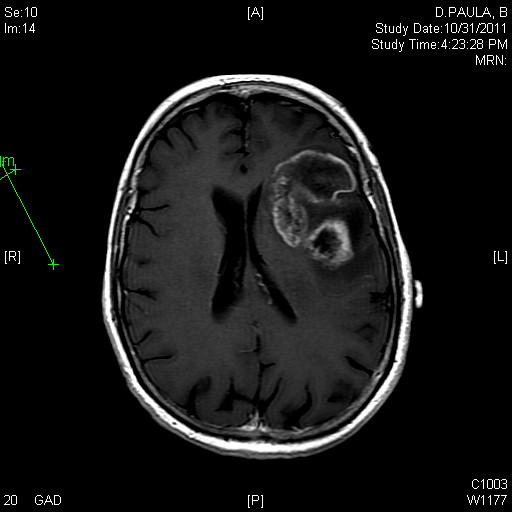 Se:10
Im:14
[A]
D.PAULA, B
Study Date:10/31/2011
Study Time:4:23:28 PM
MRN:
[R]
[L]
20 GAD
[P]
C1003
W1177